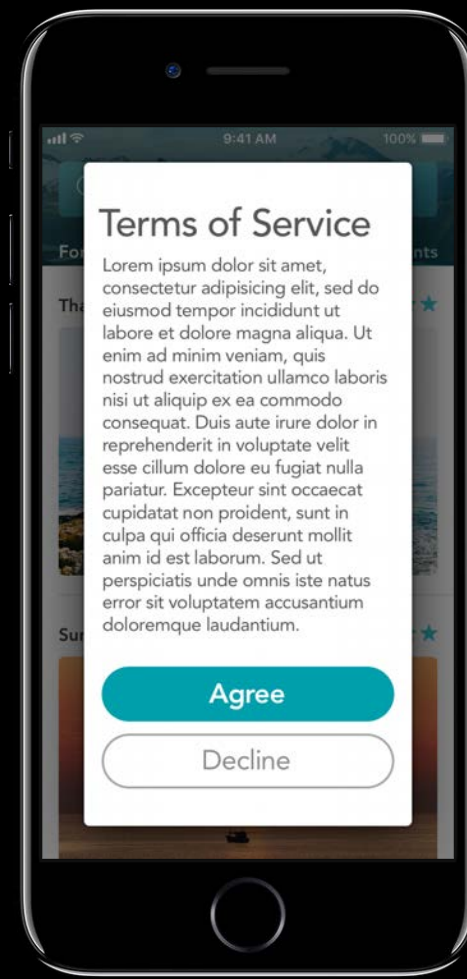 9:41 AM
100%
Terms of Service
Lorem ipsum dolor sit amet,
consectetur adipisicing elit, sed do
eiusmod tempor incididunt ut
labore et dolore magna aliqua. Ut
enim ad minim veniam, quis
nostrud exercitation ullamco laboris
nisi ut aliquip ex ea commodo
consequat. Duis aute irure dolor in
reprehenderit in voluptate velit
esse cillum dolore eu fugiat nulla
pariatur. Excepteur sint occaecat
cupidatat non proident, sunt in
culpa qui officia deserunt mollit
anim id est laborum. Sed ut
perspiciatis unde omnis iste natus
error sit voluptatem accusantium
doloremque laudantium.
Agree
Decline